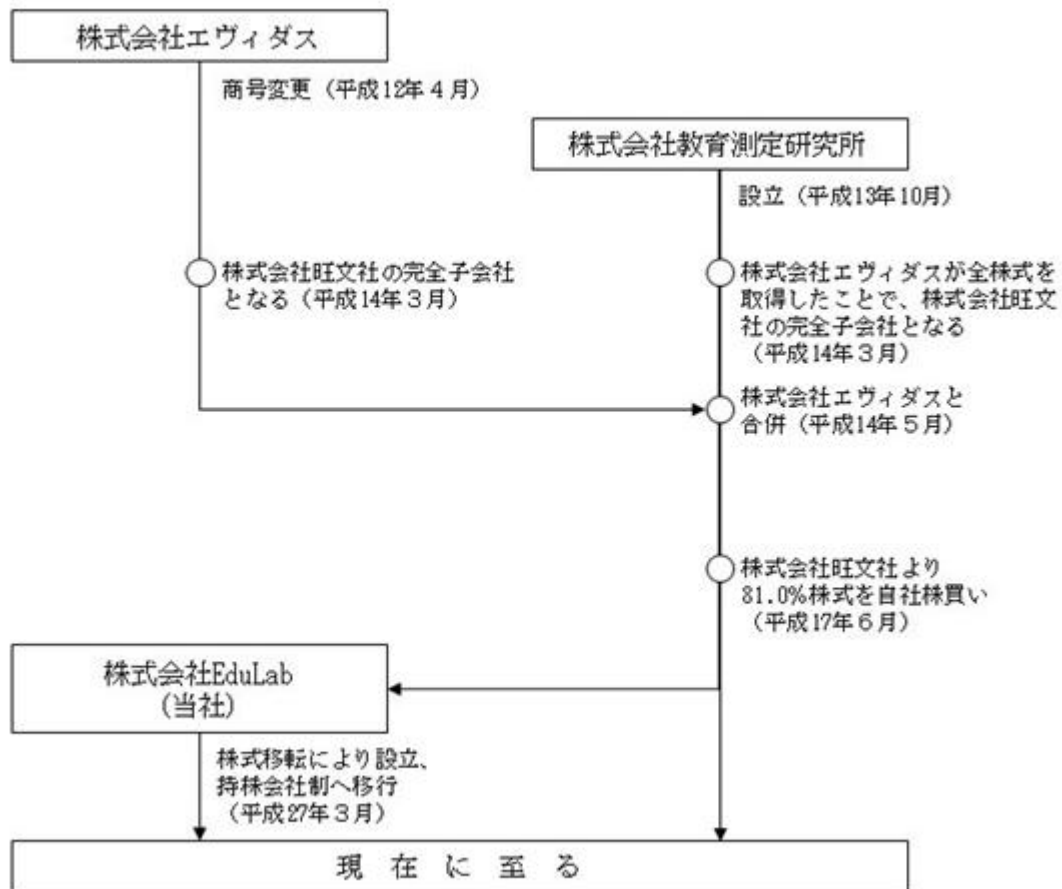 株式会社エヴィダス
商号変更（平成12年４月）
株式会社教育測定研究所
設立（平成13年10月）
株式会社旺文社の完全子会社
となる（平成14年３月）
株式会社エヴィダスが全株式を
取得したことで、株式会社旺文
社の完全子会社となる
（平成14年３月）
株式会社エヴィダスと
合併（平成14年５月）
株式会社旺文社より
81.0%株式を自社株買い
（平成17年６月）
株式会社EduLab
（当社）
株式移転により設立、
持株会社制へ移行
（平成27年３月）
現在に至る